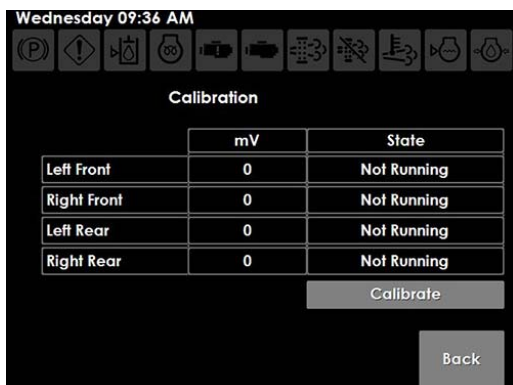 Wednesday 09:36 AM
(P)
Calibration
mV State
Left Front 0 Not Running
Right Front 0 Not Running
Left Rear 0 Not Running
Right Rear 0 Not Running
Calibrate
Back